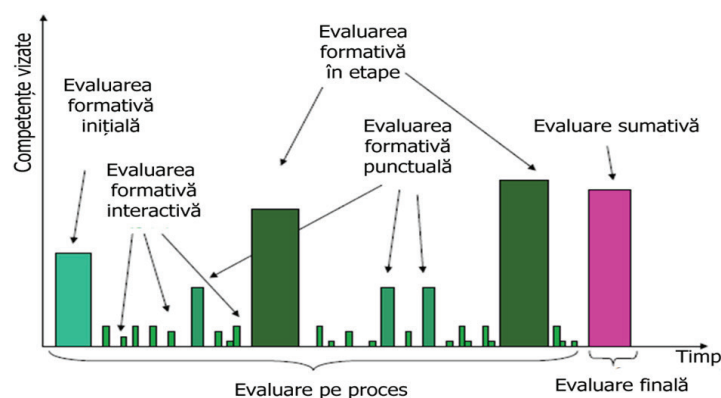 Competențe vizate
Evaluarea
formativă
inițială
Evaluarea
formativă
interactivă
Evaluarea
formativă
în etape
Evaluarea
formativă
punctuală
Evaluare sumativă
Timp
Evaluare pe proces
Evaluare finală